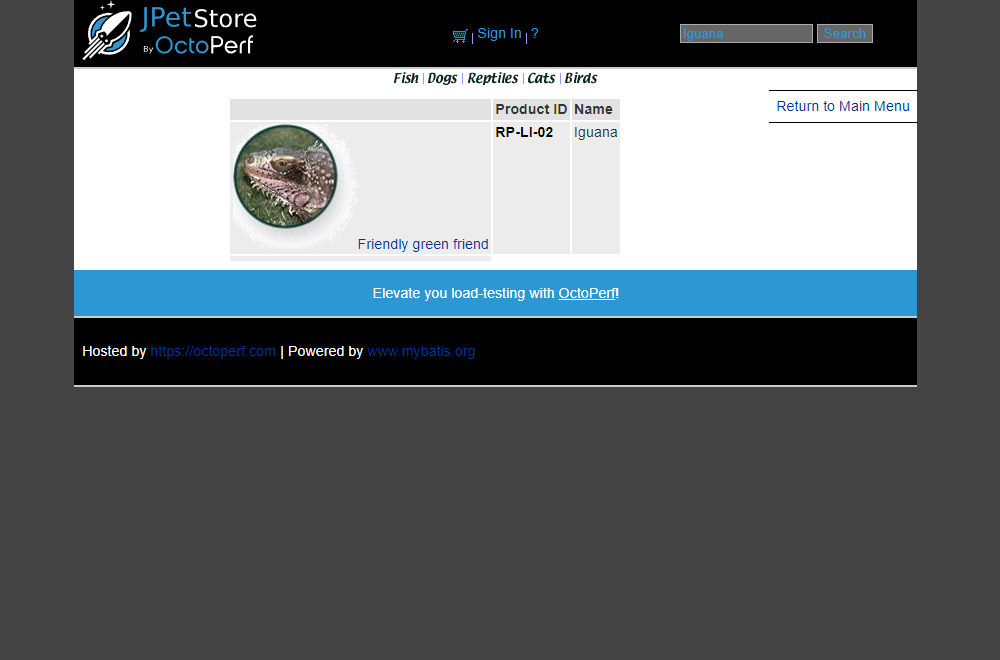 JPetStore
By OctoPerf
Sign In ?
Iguana Search
Fish Dogs Reptiles Cats Birds
Return to Main Menu
Product ID Name
RP-LI-02 Iguana
Friendly green friend
Elevate you load-testing with OctoPerf!
Hosted by https://octoperf.com | Powered by www.mybatis.org